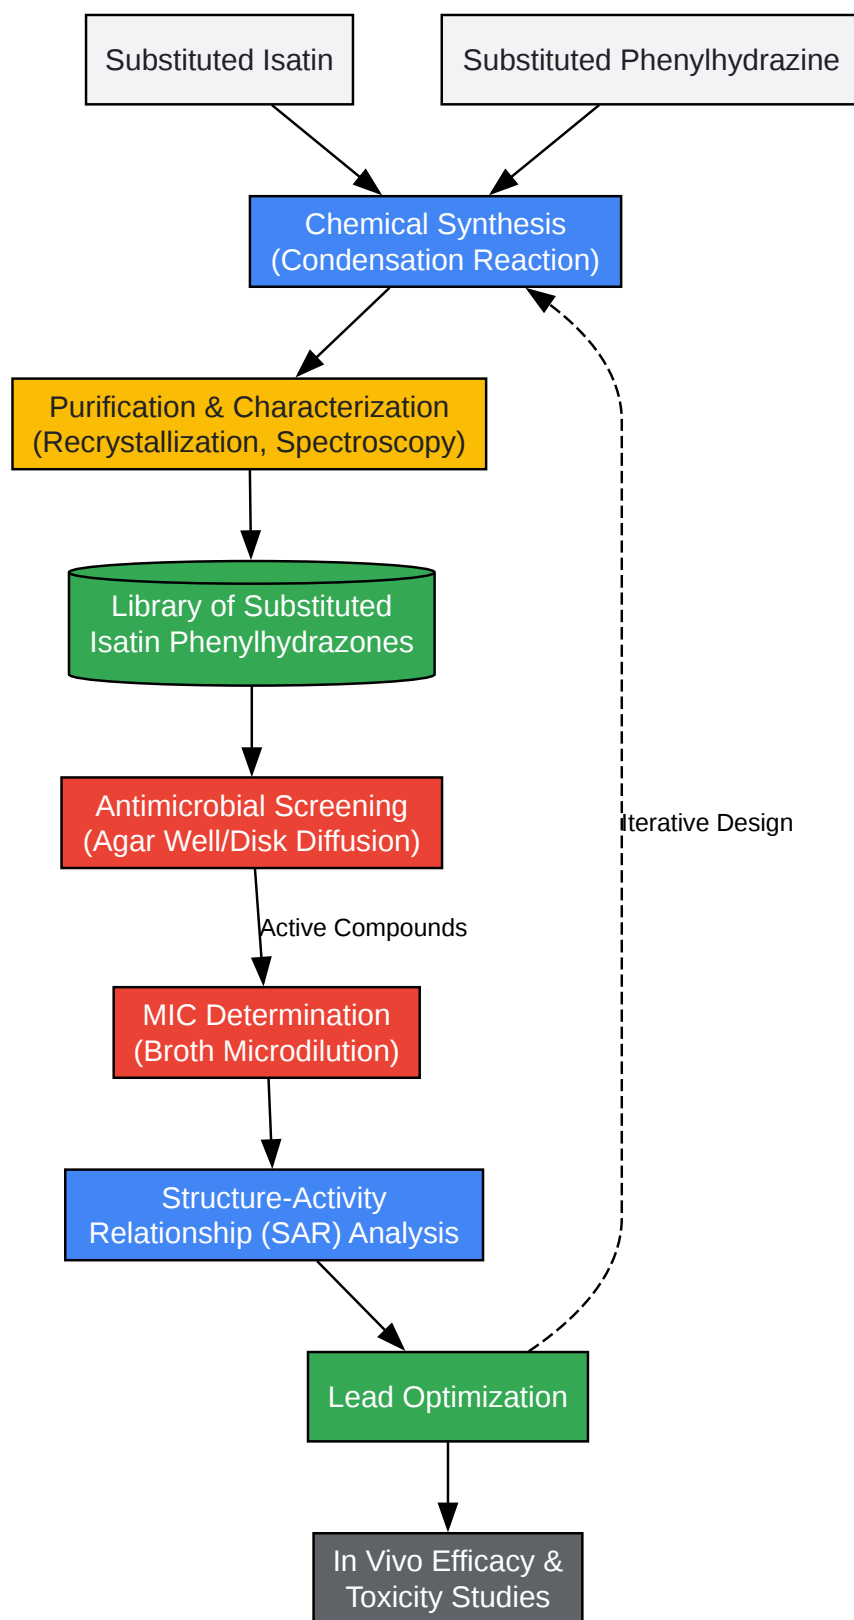 Substituted Isatin
Substituted Phenylhydrazine
Chemical Synthesis
(Condensation Reaction)
Purification & Characterization
(Recrystallization, Spectroscopy)
Library of Substituted
Isatin Phenylhydrazones
Antimicrobial Screening
(Agar Well/Disk Diffusion)
Iterative Design
Active Compounds
MIC Determination
(Broth Microdilution)
Structure-Activity
Relationship (SAR) Analysis
Lead Optimization
In Vivo Efficacy &
Toxicity Studies